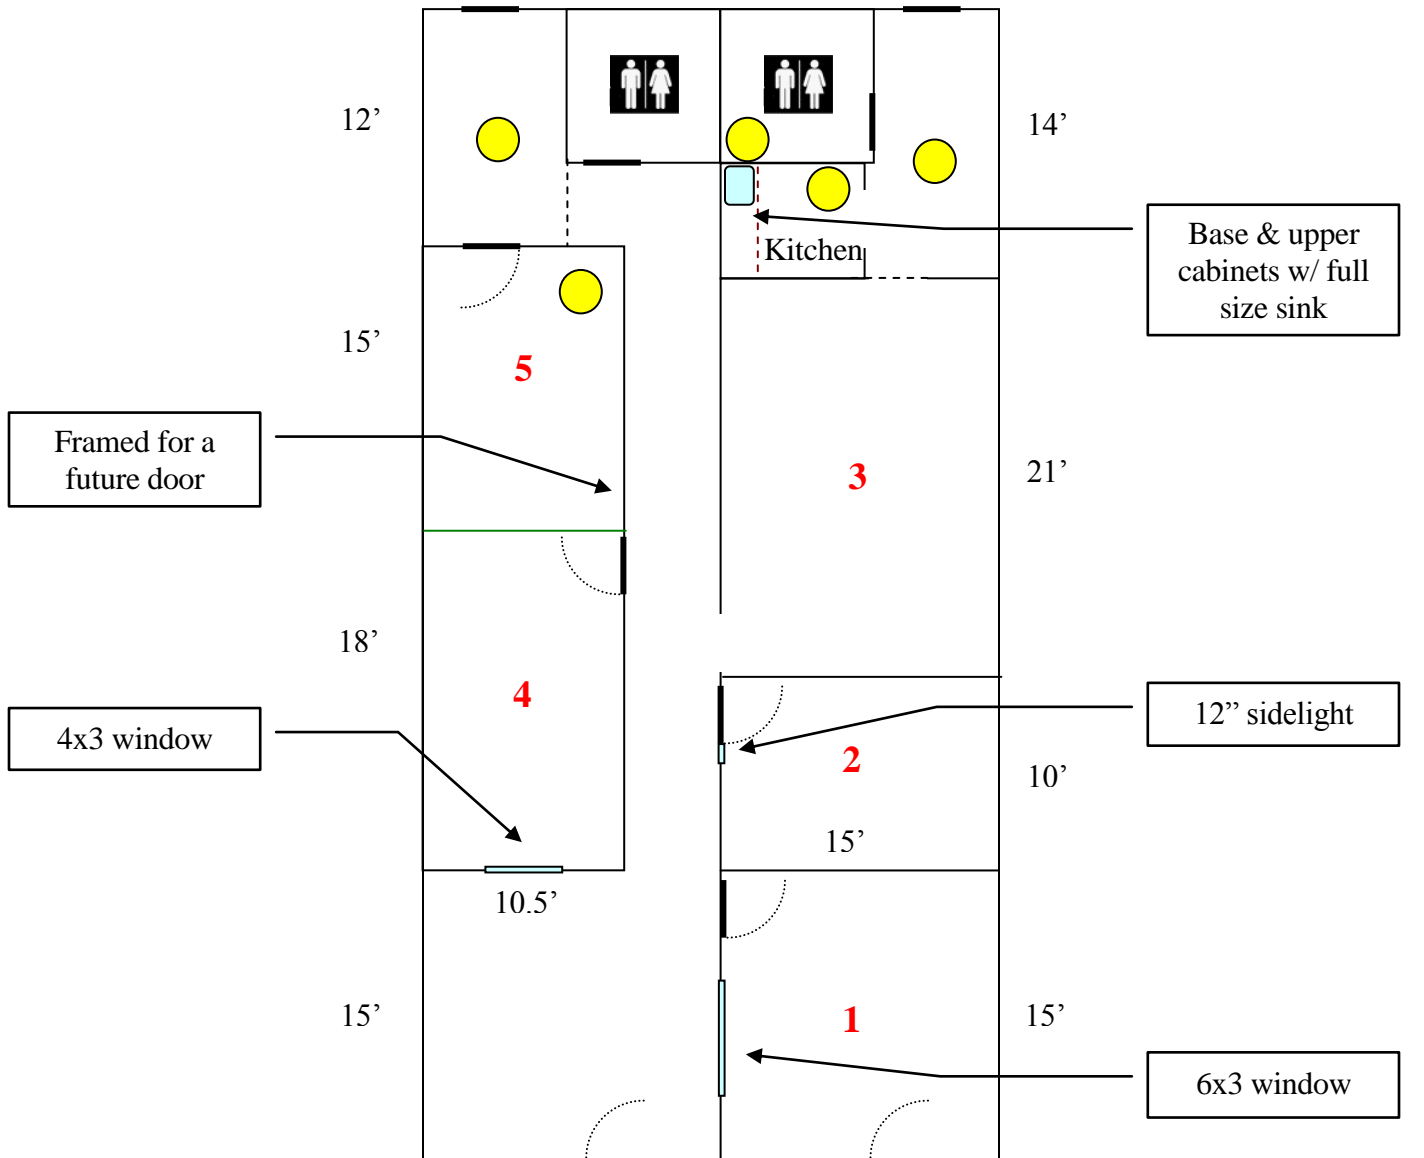 12’
14’
Base & upper
cabinets w/ full
size sink
Kitchen
15’
5
Framed for a
future door
3
21’
18’
4
12” sidelight
4x3 window
2
10’
15’
10.5’
15’
1
15’
6x3 window